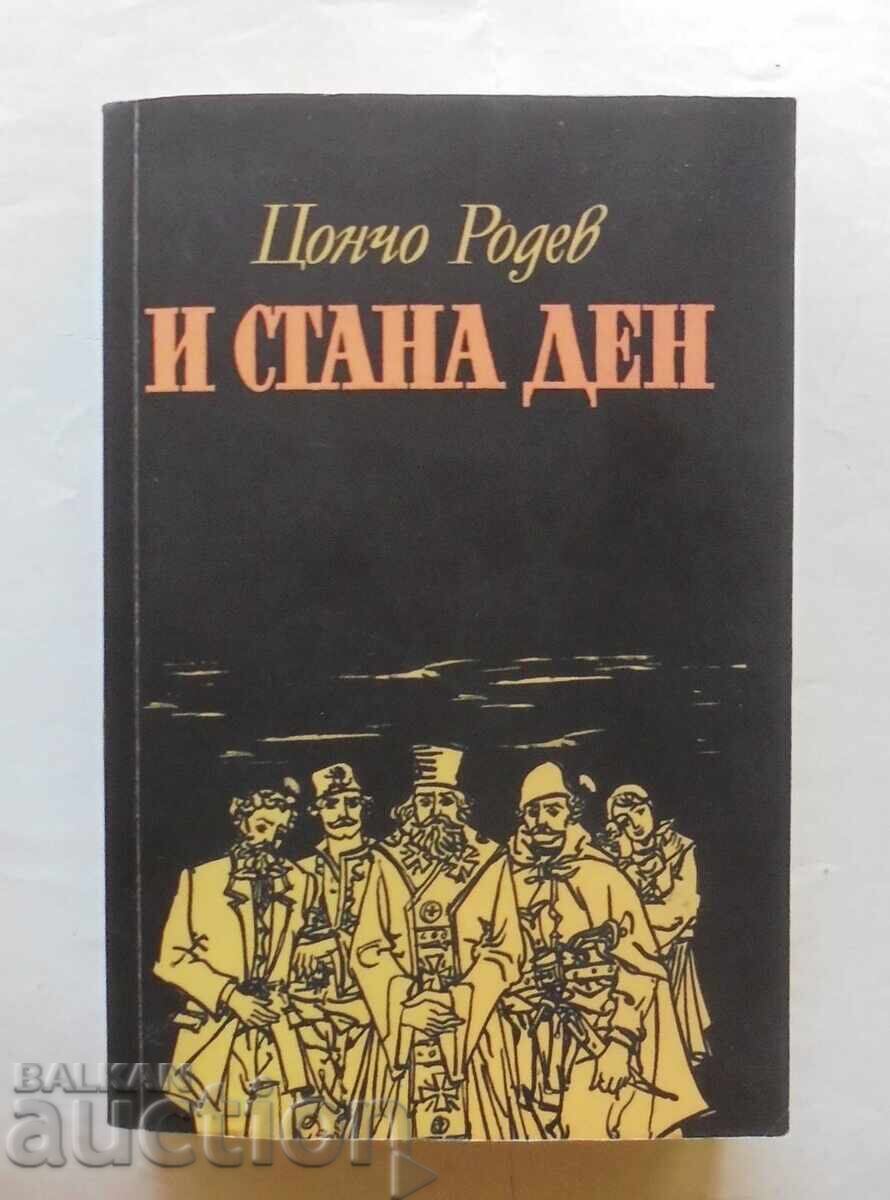 Цончо Родев
И СТАНА ДЕН
BALKAN
auction